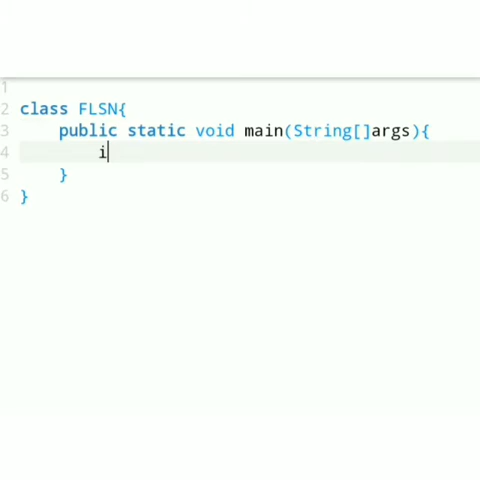 1
2 class FLSN{
3     public static void main(String[]args){
4         i
5     }
6 }